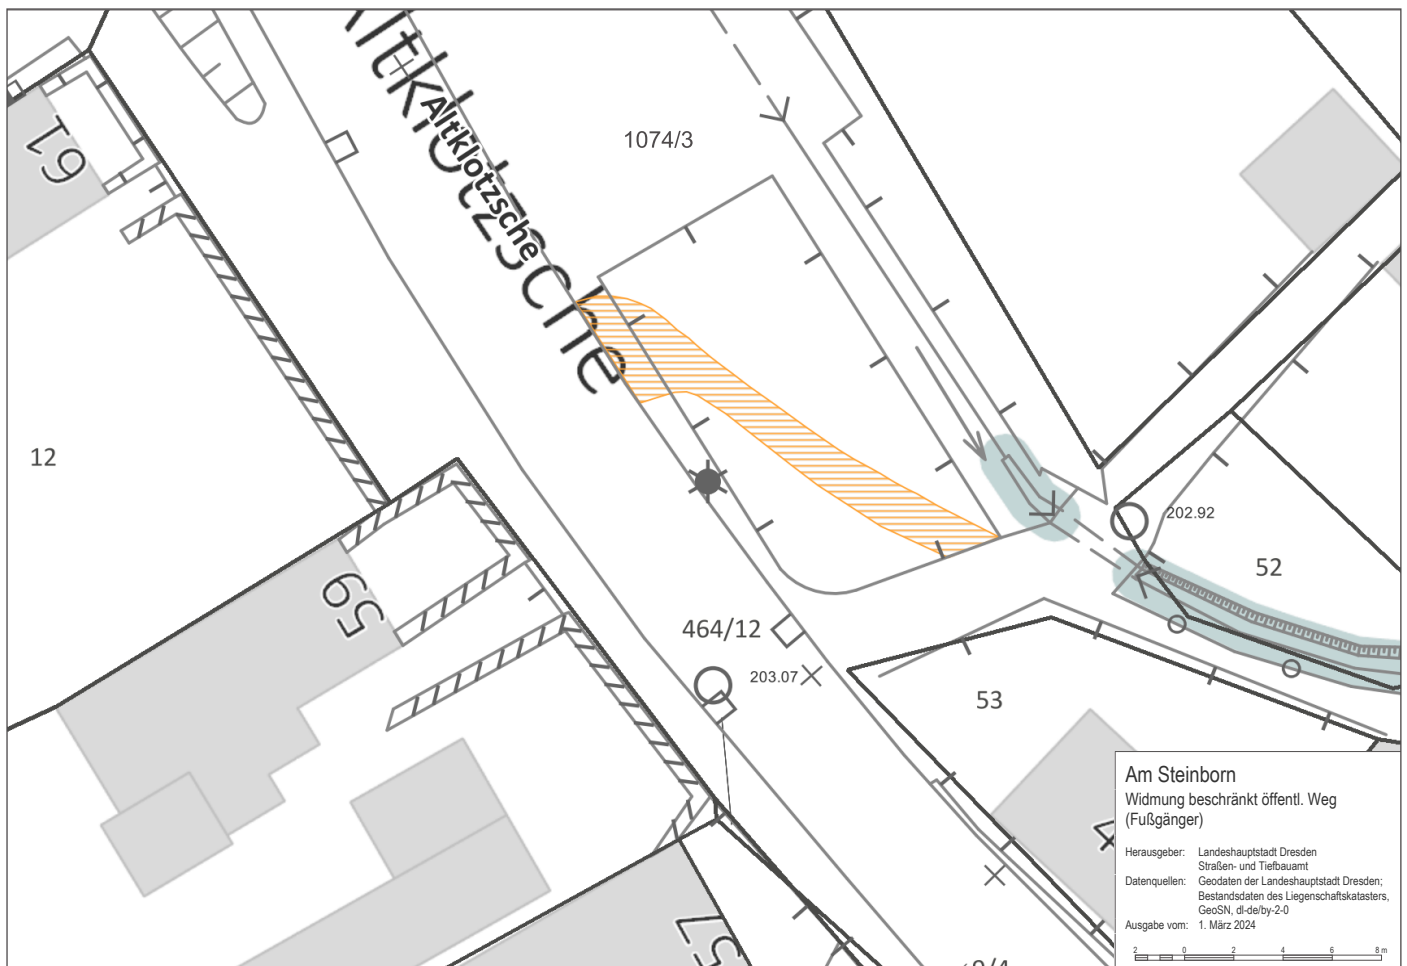 Altklotzsche
Altklotzsche
61
1074/3
12
202.92
52
59
464/12
203.07
53
57
Am Steinborn
Widmung beschränkt öffentl. Weg
(Fußgänger)
Herausgeber: Landeshauptstadt Dresden
Straßen- und Tiefbauamt
Datenquellen: Geodaten der Landeshauptstadt Dresden;
Bestandsdaten des Liegenschaftskatasters,
GeoSN, dl-de/by-2-0
Ausgabe vom: 1. März 2024
2 0 2 4 6 8 m